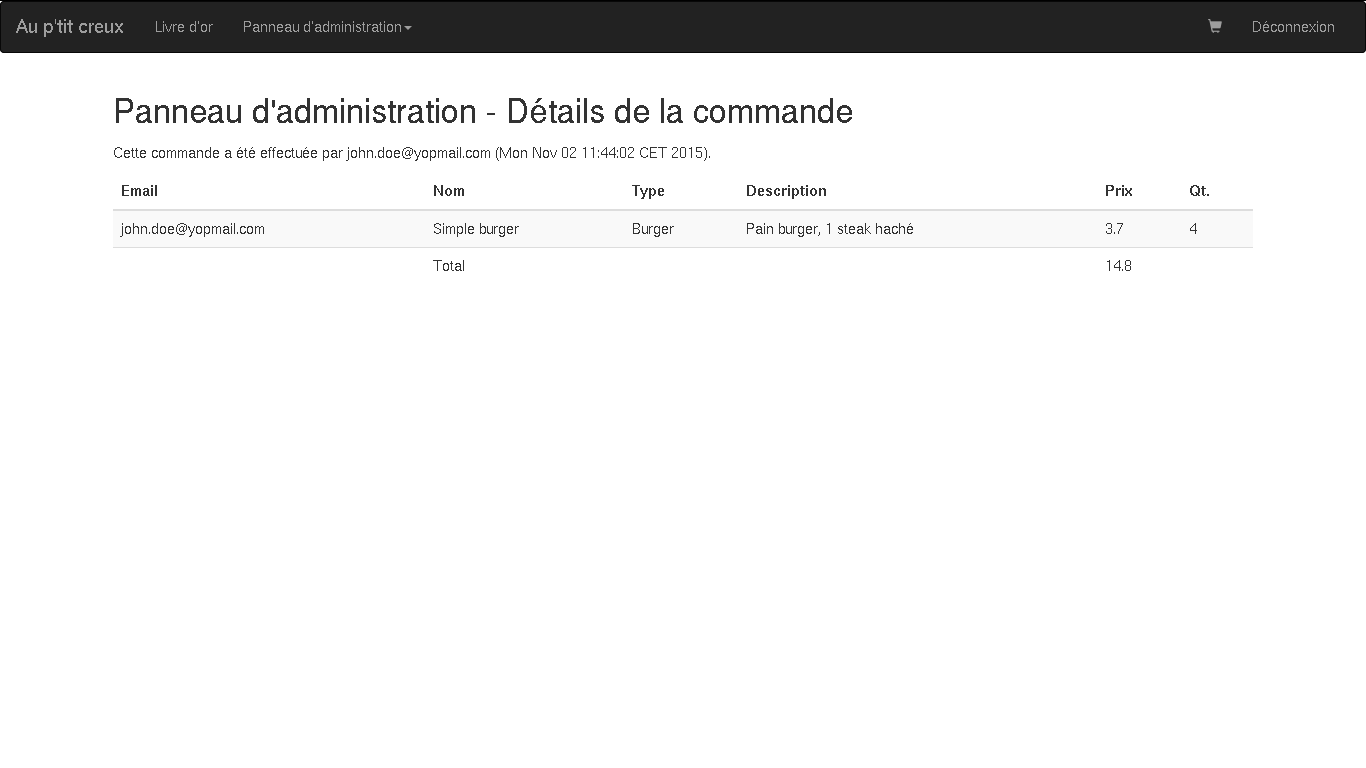 Au p'tit creux Livre d'or Panneau d'administration Déconnexion
Panneau d'administration - Détails de la commande
Cette commande a été effectuée par john.doe@yopmail.com (Mon Nov 02 11:44:02 CET 2015).
Email Nom Type Description Prix Qt.
john.doe@yopmail.com Simple burger Burger Pain burger, 1 steak haché 3.7 4
Total 14.8